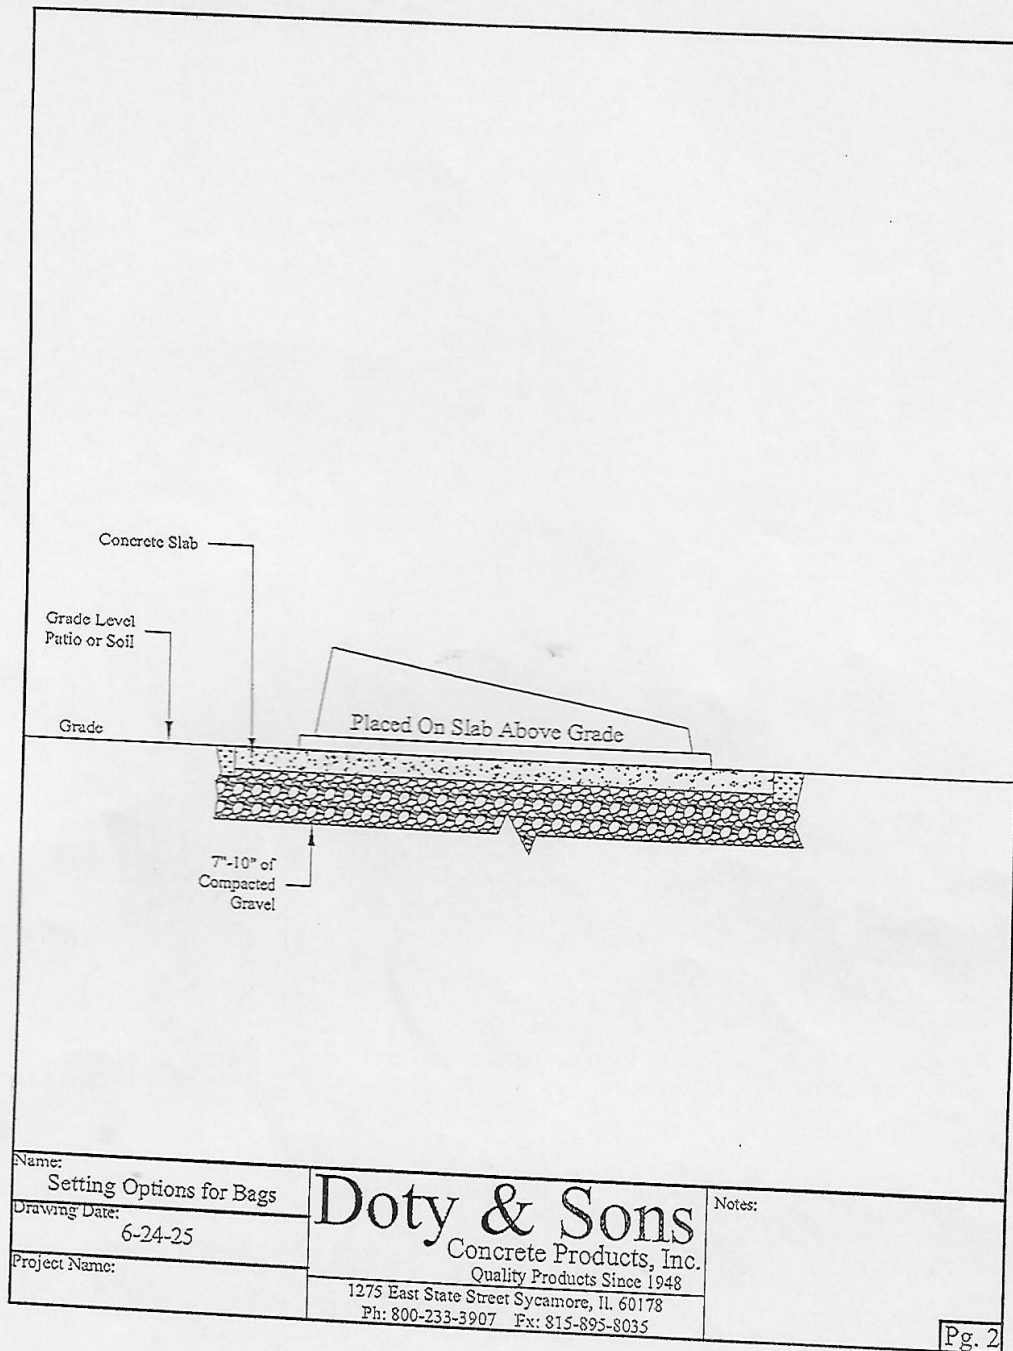 Concrete Slab
Grade Level
Patio or Soil
Grade
Placed On Slab Above Grade
7"-10" of
Compacted
Gravel
Name:
Setting Options for Bags
Drawing Date:
6-24-25
Project Name:
Doty & Sons
Concrete Products, Inc.
Quality Products Since 1948
1275 East State Street Sycamore, Il. 60178
Ph: 800-233-3907 Fx: 815-895-8035
Notes:
Pg. 2